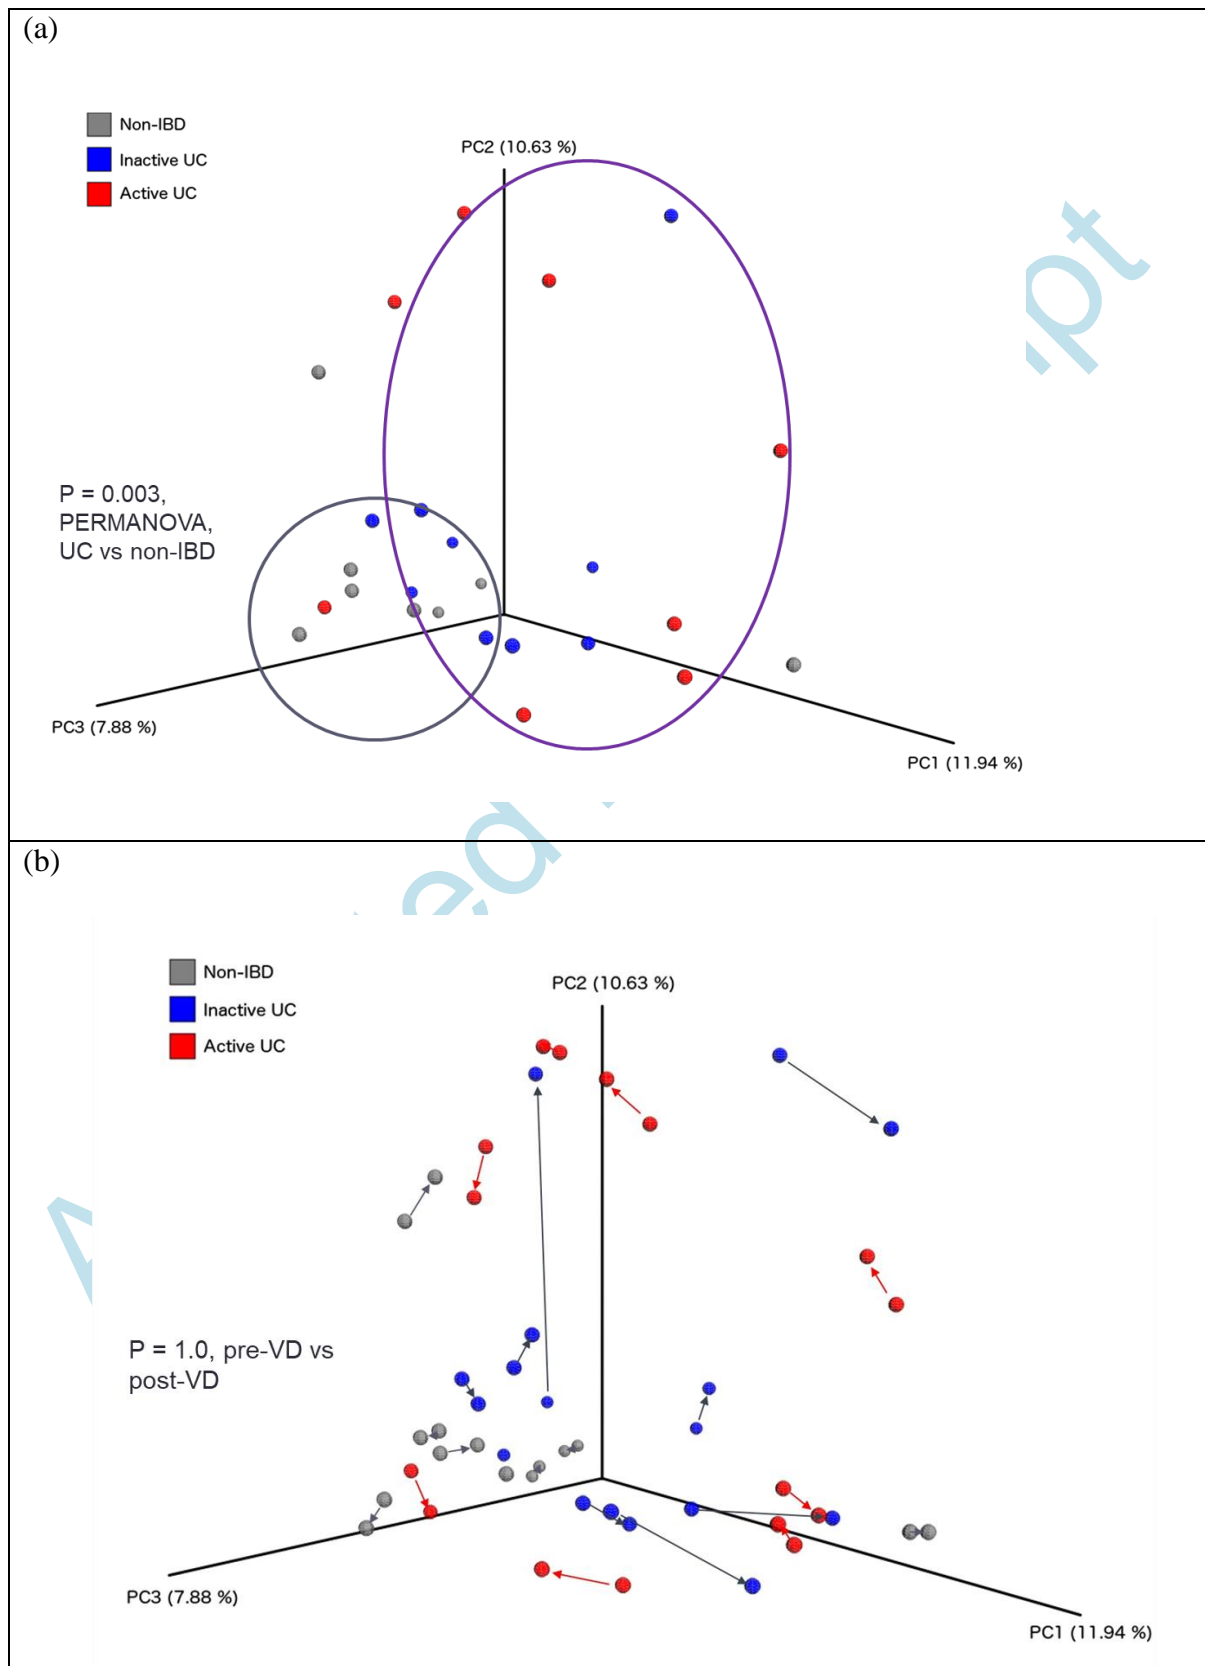 (a)
Non-IBD
Inactive UC
Active UC
PC2 (10.63 %)
P = 0.003,
PERMANOVA,
UC vs non-IBD
PC3 (7.88 %)
PC1 (11.94 %)
(b)
Non-IBD
Inactive UC
Active UC
PC2 (10.63 %)
P = 1.0, pre-VD vs
post-VD
PC3 (7.88 %)
PC1 (11.94 %)